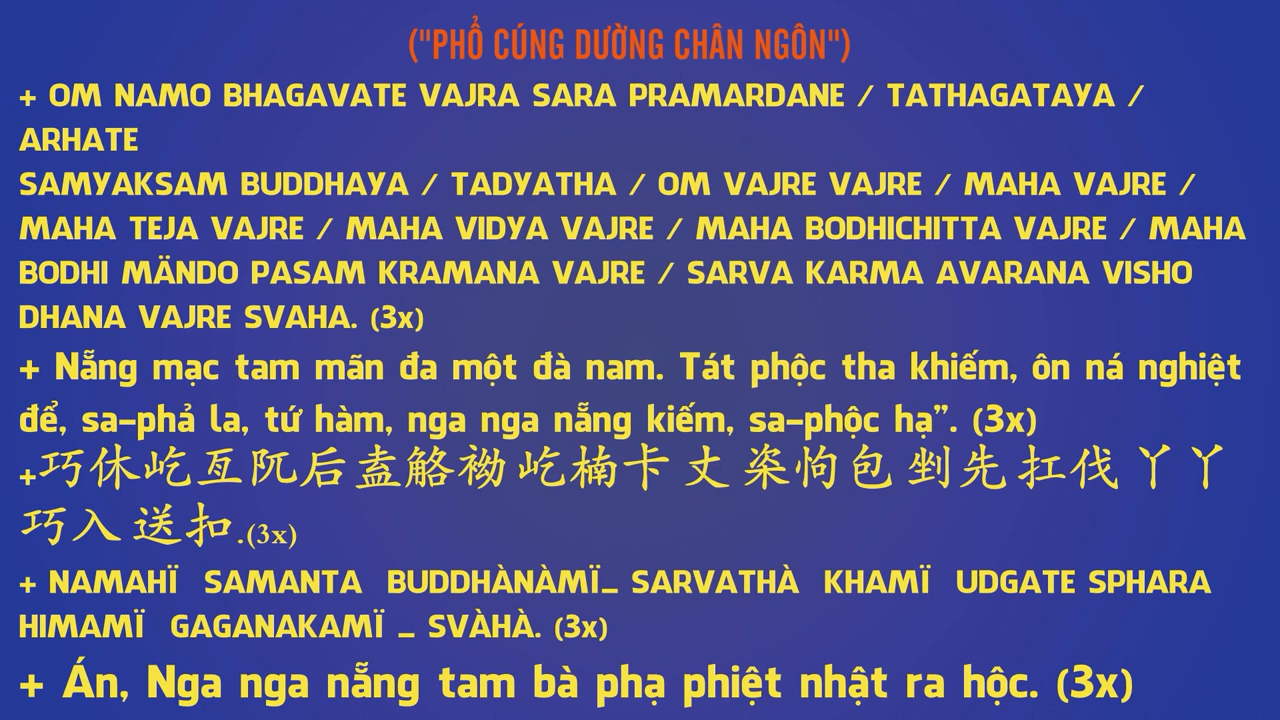 ("PHỔ CÚNG DƯỜNG CHÂN NGÔN")
+ OM NAMO BHAGAVATE VAJRA SARA PRAMARDANE / TATHAGATAYA /
ARHATE
SAMYAKSAM BUDDHAYA / TADYATHA / OM VAJRE VAJRE / MAHA VAJRE /
MAHA TEJA VAJRE / MAHA VIDYA VAJRE / MAHA BODHICHITTA VAJRE / MAHA
BODHI MÄNDO PASAM KRAMANA VAJRE / SARVA KARMA AVARANA VISHO
DHANA VAJRE SVAHA. (3x)
+ Nẵng mạc tam mãn đa một đà nam. Tát phộc tha khiếm, ôn ná nghiệt
để, sa-phả la, tứ hàm, nga nga nẵng kiếm, sa-phộc hạ”. (3x)
+巧休屹亙阢后盍觡袎 屹楠卡 丈 栥怐包 剉先 扛伐 丫丫
巧入 送扣.(3x)
+ NAMAHÏ SAMANTA BUDDHÀNÀMÏ_ SARVATHÀ KHAMÏ UDGATE SPHARA
HIMAMÏ GAGANAKAMÏ _ SVÀHÀ. (3x)
+ Án, Nga nga nẵng tam bà phạ phiệt nhật ra hộc. (3x)